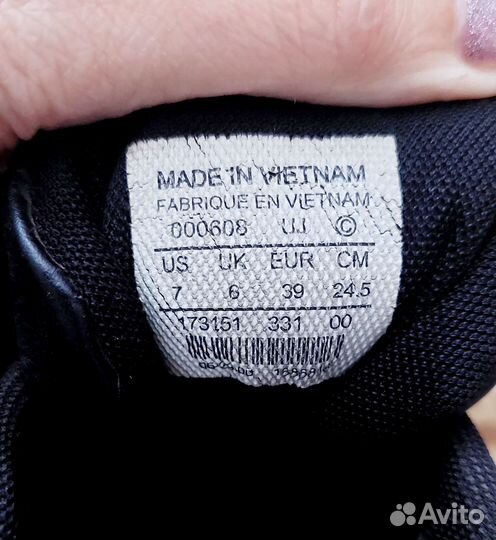 MADE IN VIETNAM
FABRIQUE EN VIETNAM
000608 UJ ©
US UK EUR CM
7 6 39 24.5
173151 331 00
Avito